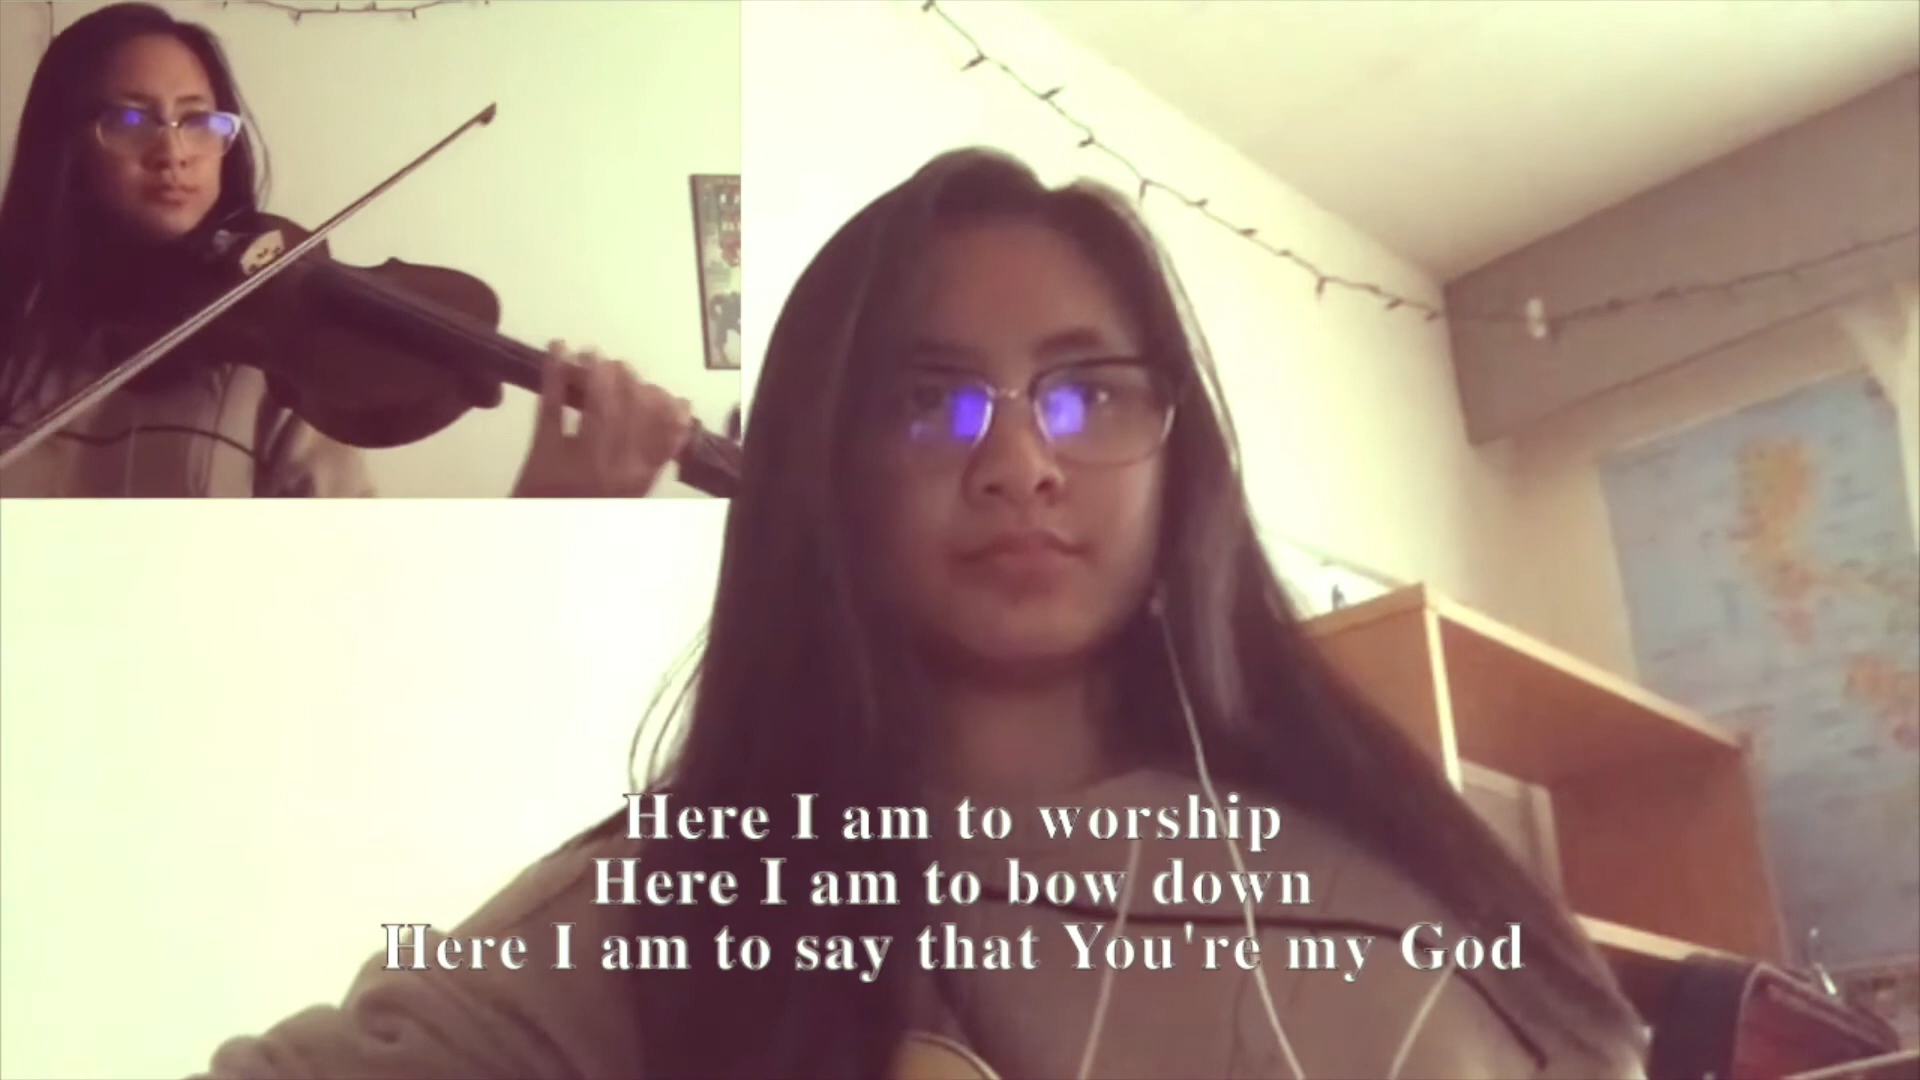 Here I am to worship
Here I am to bow down
Here I am to say that You're my God